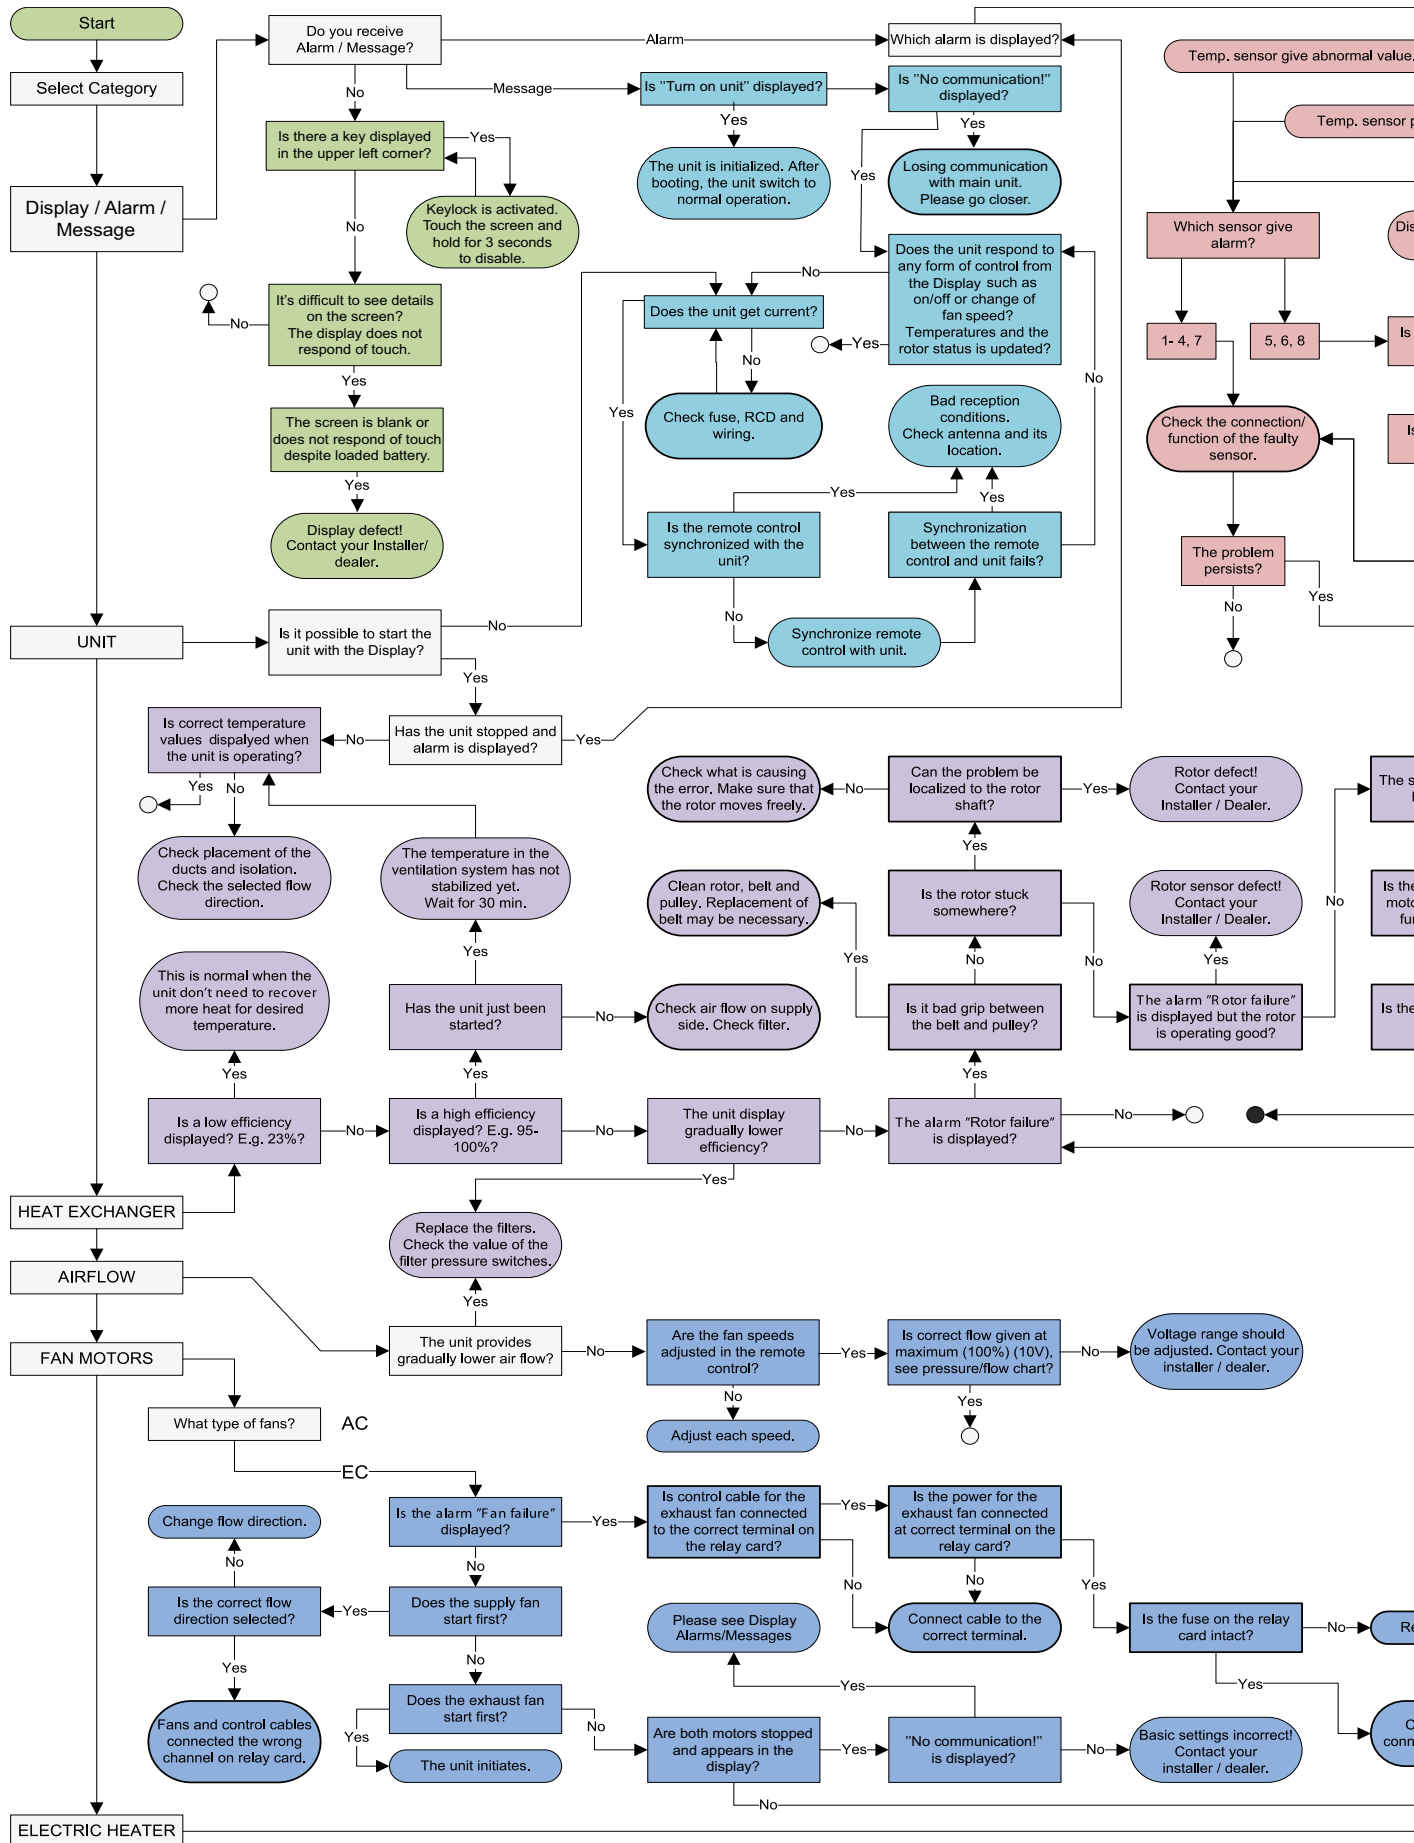 Start
Select Category
Display / Alarm /
Message
Do you receive
Alarm / Message?
Alarm
Which alarm is displayed?
Message
No
Is "Turn on unit" displayed?
Is "No communication!"
displayed?
Yes
Yes
Yes
The unit is initialized. After
booting, the unit switch to
normal operation.
Losing communication
with main unit.
Please go closer.
Is there a key displayed
in the upper left corner?
Yes
Keylock is activated.
Touch the screen and
hold for 3 seconds
to disable.
No
It's difficult to see details
on the screen?
The display does not
respond of touch.
No
Yes
The screen is blank or
does not respond of touch
despite loaded battery.
Yes
Display defect!
Contact your Installer/
dealer.
Does the unit respond to
any form of control from
the Display such as
on/off or change of
fan speed?
Temperatures and the
rotor status is updated?
No
Yes
Does the unit get current?
No
Yes
Check fuse, RCD and
wiring.
Bad reception
conditions.
Check antenna and its
location.
No
Yes
Yes
Is the remote control
synchronized with the
unit?
Synchronization
between the remote
control and unit fails?
No
Synchronize remote
control with unit.
Temp. sensor give abnormal value.
Temp. sensor p
Which sensor give
alarm?
Dis
1- 4, 7
5, 6, 8
Is
Check the connection/
function of the faulty
sensor.
Is
The problem
persists?
Yes
No
UNIT
Is it possible to start the
unit with the Display?
No
Yes
Has the unit stopped and
alarm is displayed?
Yes
No
Is correct temperature
values dispalyed when
the unit is operating?
Yes
No
Check placement of the
ducts and isolation.
Check the selected flow
direction.
The temperature in the
ventilation system has not
stabilized yet.
Wait for 30 min.
Yes
Check what is causing
the error. Make sure that
the rotor moves freely.
No
Can the problem be
localized to the rotor
shaft?
Yes
Rotor defect!
Contact your
Installer / Dealer.
The s
Yes
Clean rotor, belt and
pulley. Replacement of
belt may be necessary.
Is the rotor stuck
somewhere?
Rotor sensor defect!
Contact your
Installer / Dealer.
No
Is the
moto
fu
Yes
No
No
Yes
This is normal when the
unit don't need to recover
more heat for desired
temperature.
Has the unit just been
started?
No
Check air flow on supply
side. Check filter.
Is it bad grip between
the belt and pulley?
The alarm "Rotor failure"
is displayed but the rotor
is operating good?
Is the
Yes
Yes
Yes
Is a low efficiency
displayed? E.g. 23%?
No
Is a high efficiency
displayed? E.g. 95-
100%?
No
The unit display
gradually lower
efficiency?
No
The alarm "Rotor failure"
is displayed?
No
Yes
HEAT EXCHANGER
Replace the filters.
Check the value of the
filter pressure switches.
AIRFLOW
Yes
The unit provides
gradually lower air flow?
No
Are the fan speeds
adjusted in the remote
control?
Yes
Is correct flow given at
maximum (100%) (10V),
see pressure/flow chart?
No
Voltage range should
be adjusted. Contact your
installer / dealer.
No
Yes
Adjust each speed.
FAN MOTORS
What type of fans?
AC
EC
Is the alarm "Fan failure"
displayed?
Yes
Is control cable for the
exhaust fan connected
to the correct terminal on
the relay card?
Yes
Is the power for the
exhaust fan connected
at correct terminal on the
relay card?
Change flow direction.
No
No
No
No
Yes
Is the correct flow
direction selected?
Yes
Does the supply fan
start first?
Please see Display
Alarms/Messages
Connect cable to the
correct terminal.
Is the fuse on the relay
card intact?
No
Re
Yes
No
Yes
Yes
Fans and control cables
connected the wrong
channel on relay card.
Does the exhaust fan
start first?
Yes
No
The unit initiates.
Are both motors stopped
and appears in the
display?
Yes
"No communication!"
is displayed?
No
Basic settings incorrect!
Contact your
installer / dealer.
C
conn
No
ELECTRIC HEATER